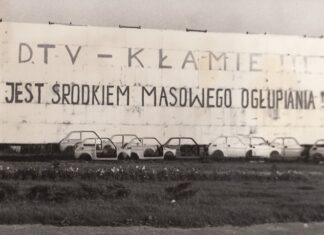 DTV - KŁAMIE !!!
JEST ŚRODKIEM MASOWEGO OGŁUPIANIA